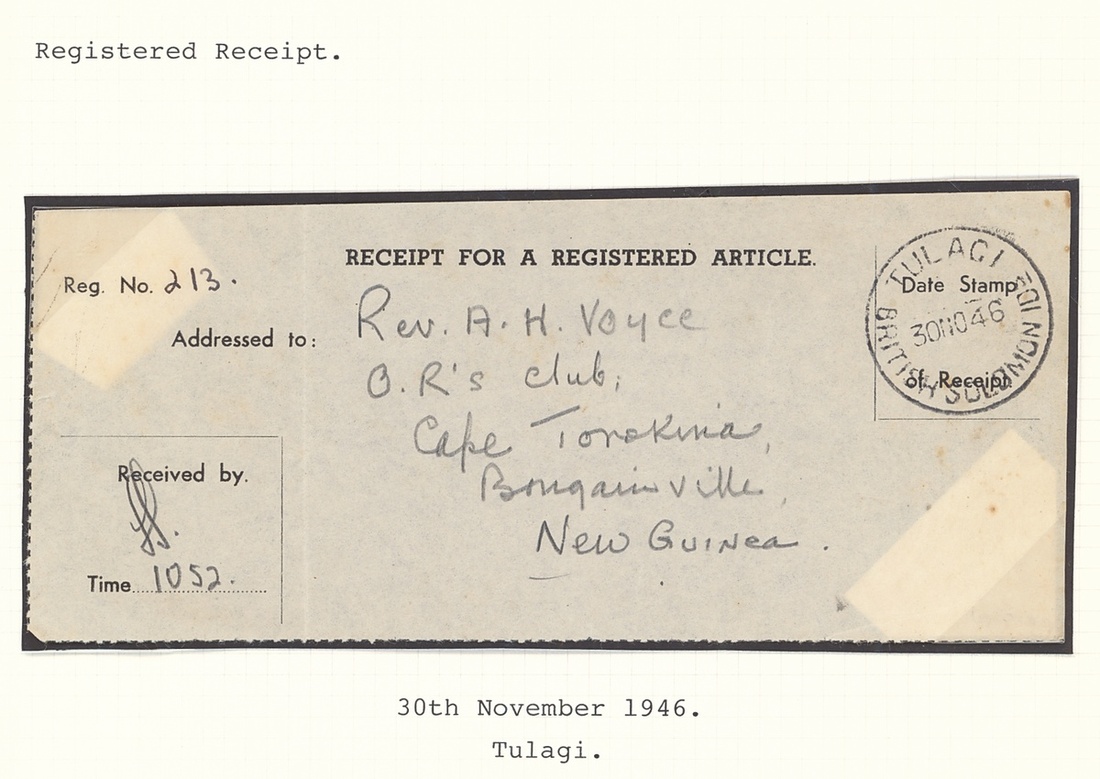 Registered Receipt.
RECEIPT FOR A REGISTERED ARTICLE.
Reg. No. 213.
Addressed to: Rev. A. H. Voyce
O.R's club,
Cape Torokina,
Bougainville,
New Guinea.
TULAGI
Date Stamp
30NO46
of Receipt
BRITISH SOLOMON IDS
Received by.
Time 1052.
30th November 1946.
Tulagi.